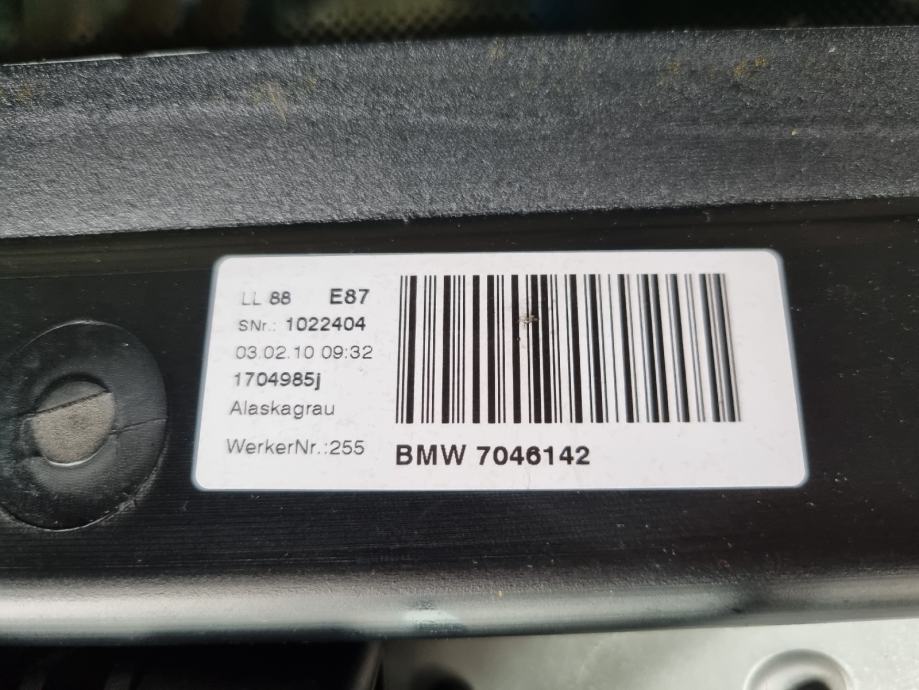 LL 88 E87
SNr.: 1022404
03.02.10 09:32
1704985j
Alaskagrau
WerkerNr.:255
BMW 7046142